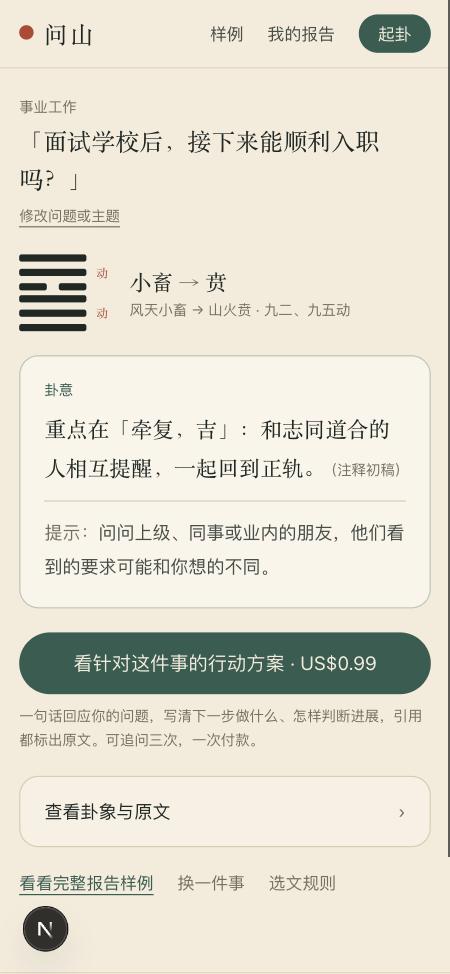 问山
样例 我的报告 起卦
事业工作
「面试学校后，接下来能顺利入职
吗？」
修改问题或主题
动
动
小畜 → 贲
风天小畜 → 山火贲 · 九二、九五动
卦意
重点在「牵复，吉」：和志同道合的
人相互提醒，一起回到正轨。（注释初稿）
提示：问问上级、同事或业内的朋友，他们看
到的要求可能和你想的不同。
看针对这件事的行动方案 · US$0.99
一句话回应你的问题，写清下一步做什么、怎样判断进展，引用
都标出原文。可追问三次，一次付款。
查看卦象与原文 ›
看看完整报告样例 换一件事 选文规则
N